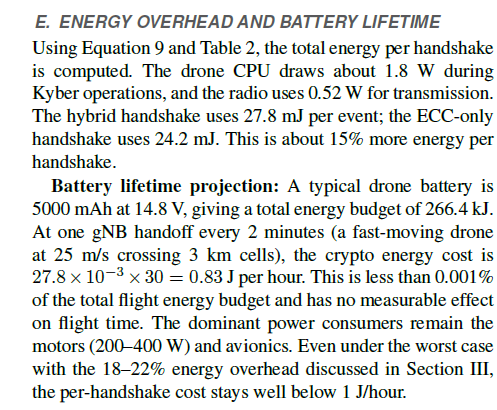 E. ENERGY OVERHEAD AND BATTERY LIFETIME
Using Equation 9 and Table 2, the total energy per handshake
is computed. The drone CPU draws about 1.8 W during
Kyber operations, and the radio uses 0.52 W for transmission.
The hybrid handshake uses 27.8 mJ per event; the ECC-only
handshake uses 24.2 mJ. This is about 15% more energy per
handshake.
Battery lifetime projection: A typical drone battery is
5000 mAh at 14.8 V, giving a total energy budget of 266.4 kJ.
At one gNB handoff every 2 minutes (a fast-moving drone
at 25 m/s crossing 3 km cells), the crypto energy cost is
27.8 × 10⁻³ × 30 = 0.83 J per hour. This is less than 0.001%
of the total flight energy budget and has no measurable effect
on flight time. The dominant power consumers remain the
motors (200–400 W) and avionics. Even under the worst case
with the 18–22% energy overhead discussed in Section III,
the per-handshake cost stays well below 1 J/hour.